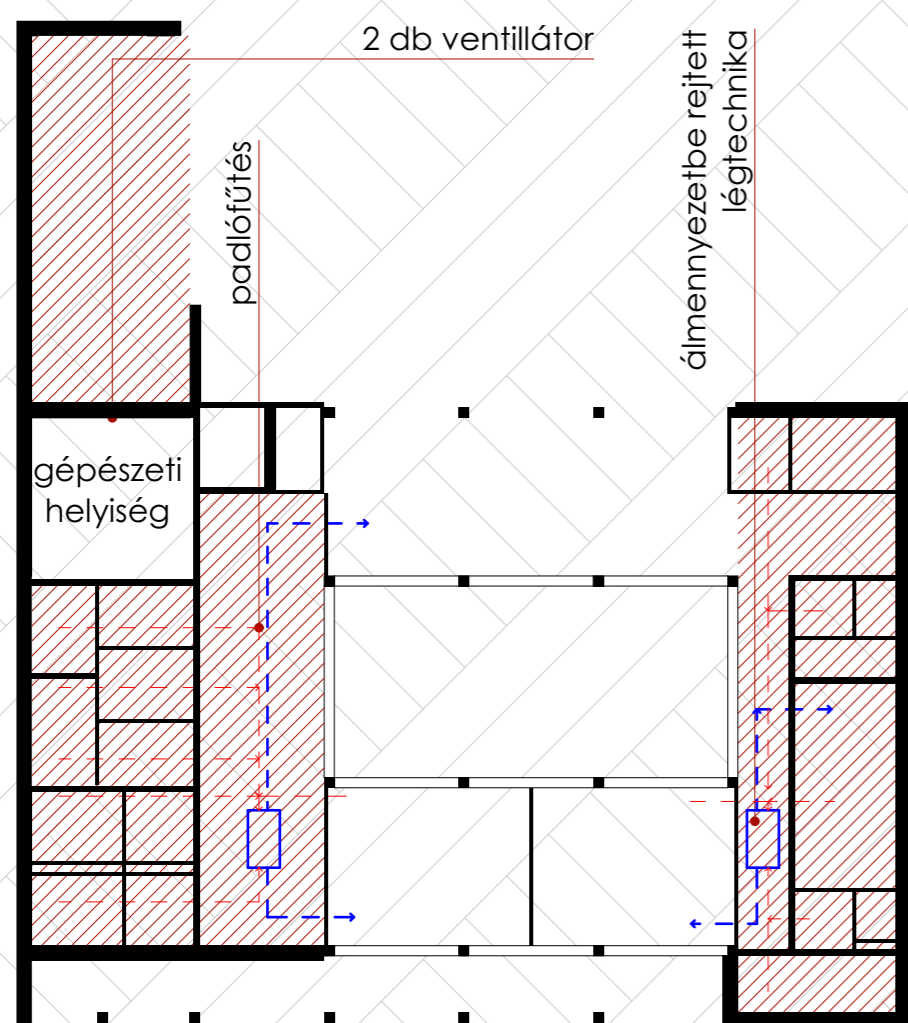 2 db ventillátor
padlófűtés
álmennyezetbe rejtett
légtechnika
gépészeti
helyiség